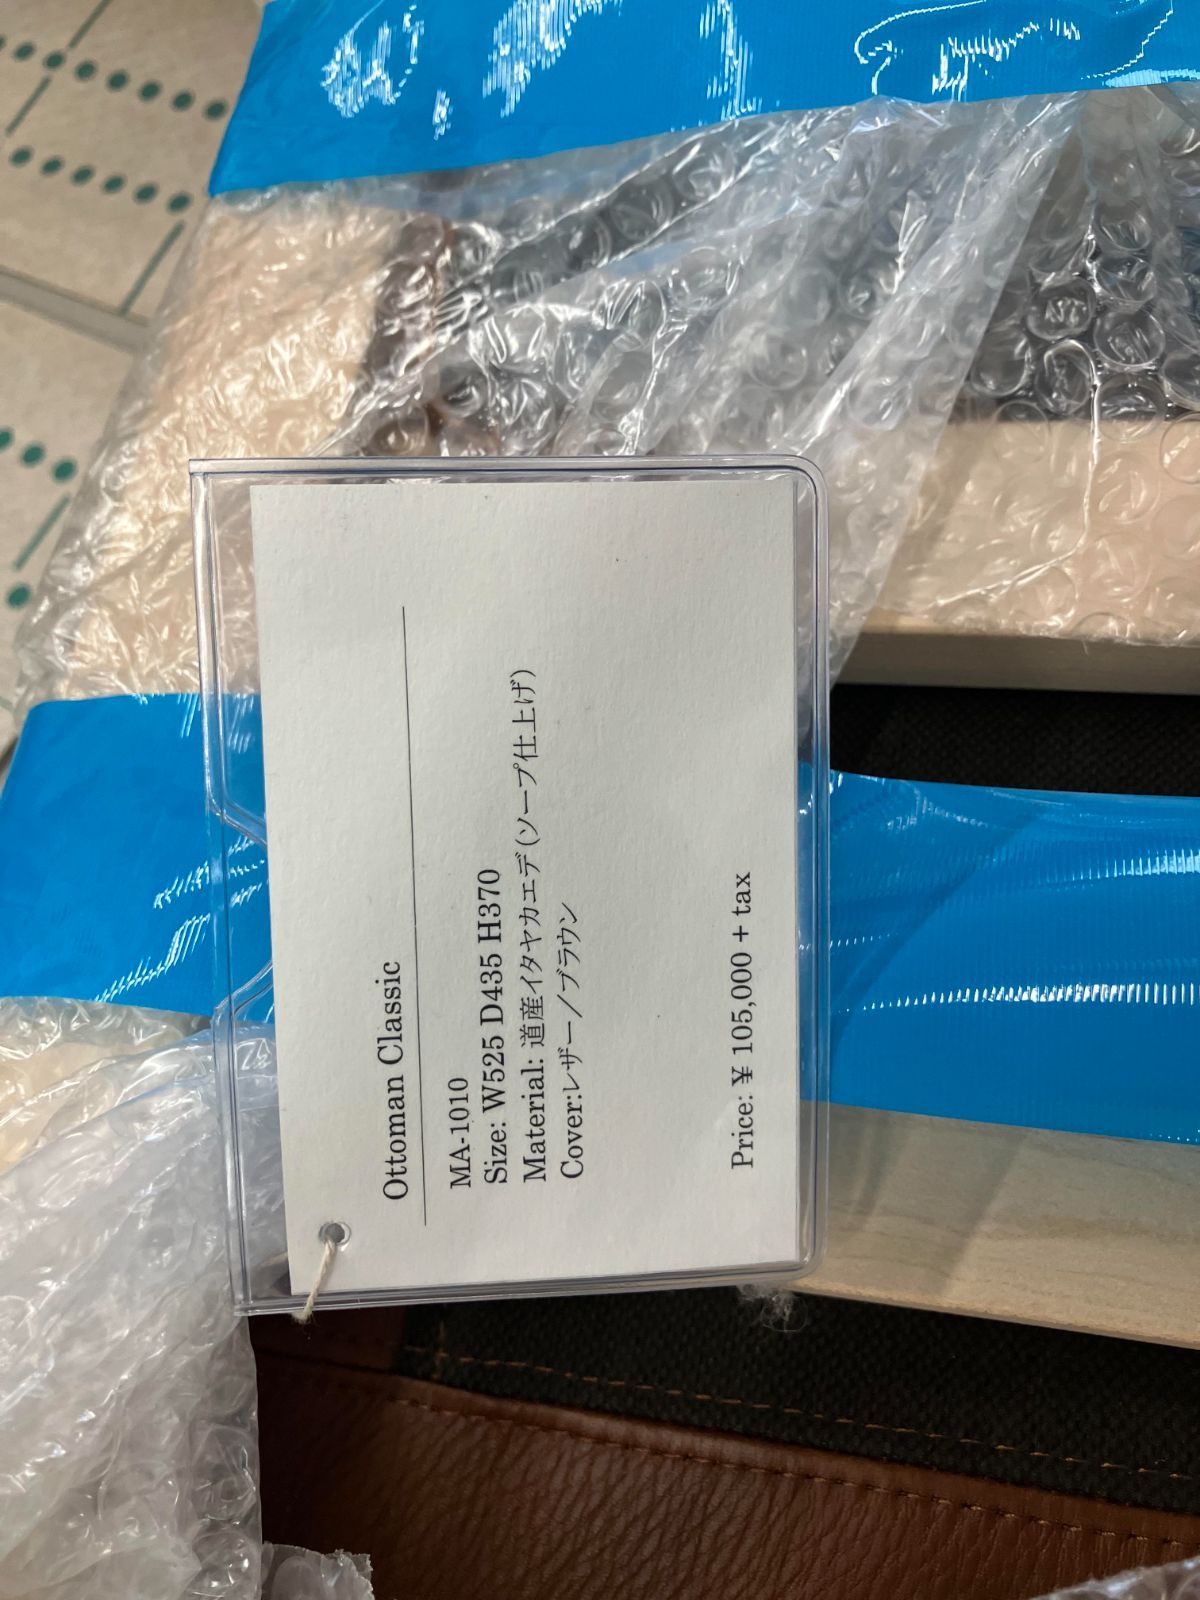 Ottoman Classic
MA-1010
Size: W525 D435 H370
Material: 道産イタヤカエデ(ソープ仕上げ)
Cover:レザー/ブラウン
Price: ¥ 105,000 + tax